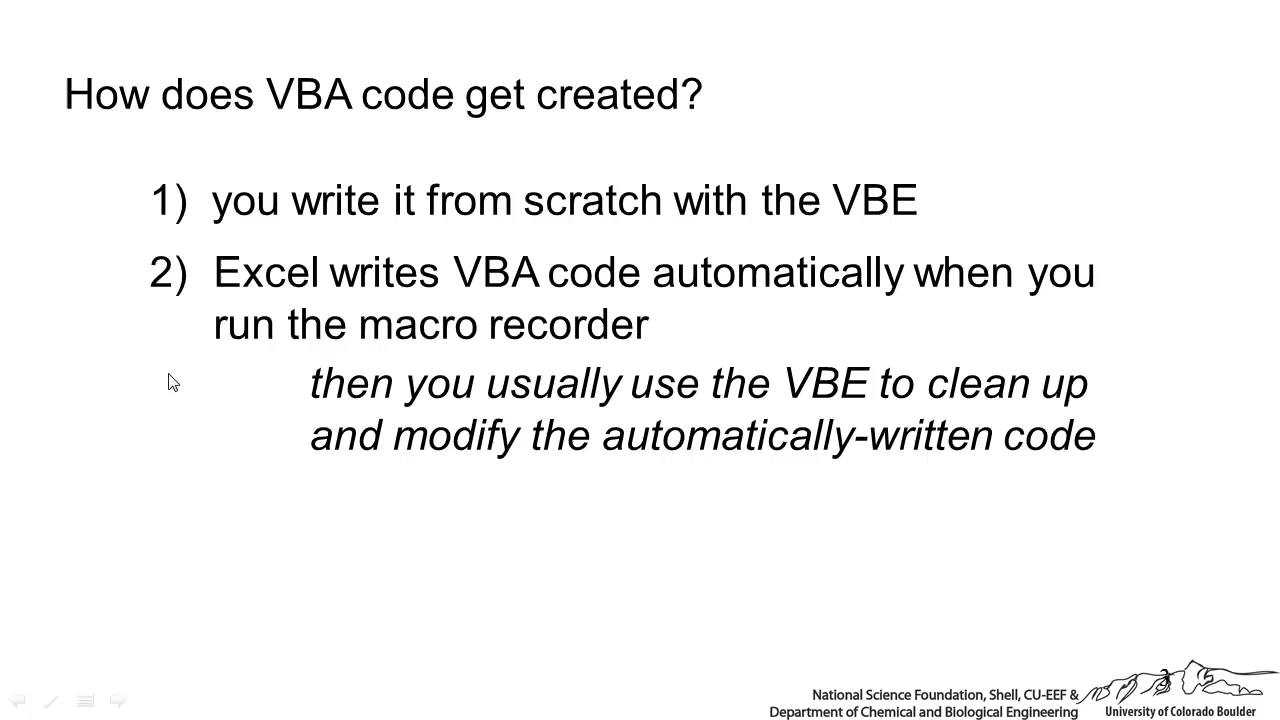 How does VBA code get created?
1) you write it from scratch with the VBE
2) Excel writes VBA code automatically when you
run the macro recorder
then you usually use the VBE to clean up
and modify the automatically-written code
National Science Foundation, Shell, CU-EEF &
Department of Chemical and Biological Engineering
University of Colorado Boulder